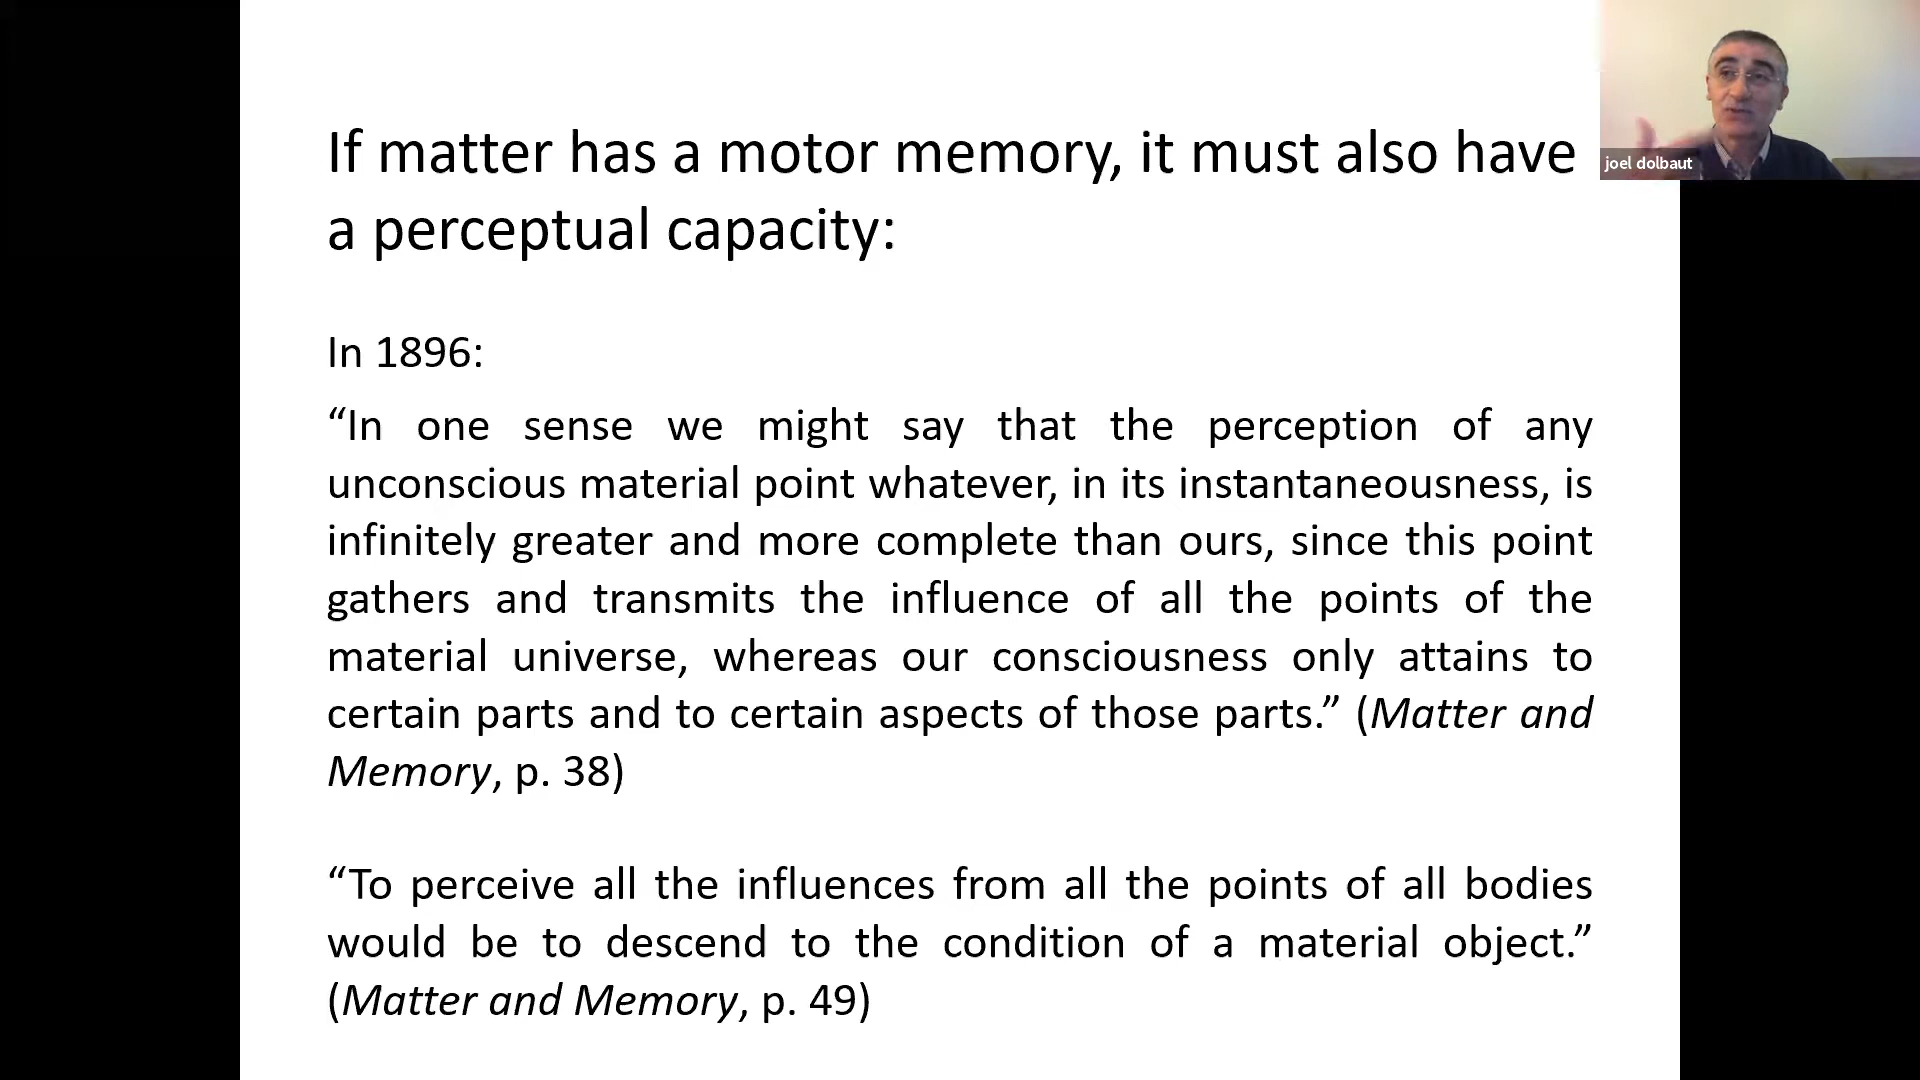 If matter has a motor memory, it must also have
a perceptual capacity:
joel dolbaut
In 1896:
“In one sense we might say that the perception of any
unconscious material point whatever, in its instantaneousness, is
infinitely greater and more complete than ours, since this point
gathers and transmits the influence of all the points of the
material universe, whereas our consciousness only attains to
certain parts and to certain aspects of those parts.” (Matter and
Memory, p. 38)
“To perceive all the influences from all the points of all bodies
would be to descend to the condition of a material object.”
(Matter and Memory, p. 49)